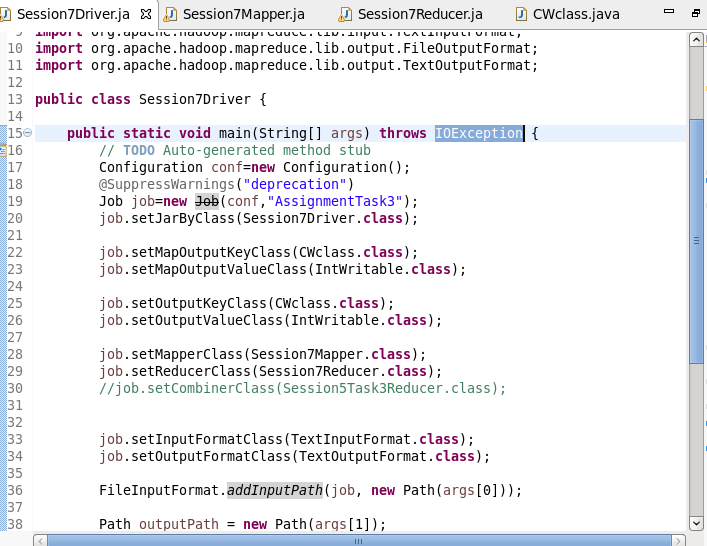 Session7Driver.ja Session7Mapper.ja Session7Reducer.ja CWclass.java
9 import org.apache.hadoop.mapreduce.lib.input.TextInputFormat;
10 import org.apache.hadoop.mapreduce.lib.output.FileOutputFormat;
11 import org.apache.hadoop.mapreduce.lib.output.TextOutputFormat;
12
13 public class Session7Driver {
14
15 public static void main(String[] args) throws IOException {
16 // TODO Auto-generated method stub
17 Configuration conf=new Configuration();
18 @SuppressWarnings("deprecation")
19 Job job=new Job(conf,"AssignmentTask3");
20 job.setJarByClass(Session7Driver.class);
21
22 job.setMapOutputKeyClass(CWclass.class);
23 job.setMapOutputValueClass(IntWritable.class);
24
25 job.setOutputKeyClass(CWclass.class);
26 job.setOutputValueClass(IntWritable.class);
27
28 job.setMapperClass(Session7Mapper.class);
29 job.setReducerClass(Session7Reducer.class);
30 //job.setCombinerClass(Session5Task3Reducer.class);
31
32
33 job.setInputFormatClass(TextInputFormat.class);
34 job.setOutputFormatClass(TextOutputFormat.class);
35
36 FileInputFormat.addInputPath(job, new Path(args[0]));
37
38 Path outputPath = new Path(args[1]);